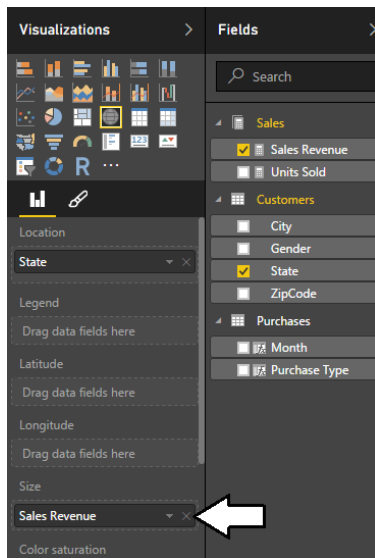 Visualizations
Fields
Search
Sales
Sales Revenue
Units Sold
Customers
City
Gender
State
ZipCode
Purchases
Month
Purchase Type
123
R
Location
State
Legend
Drag data fields here
Latitude
Drag data fields here
Longitude
Drag data fields here
Size
Sales Revenue
Color saturation